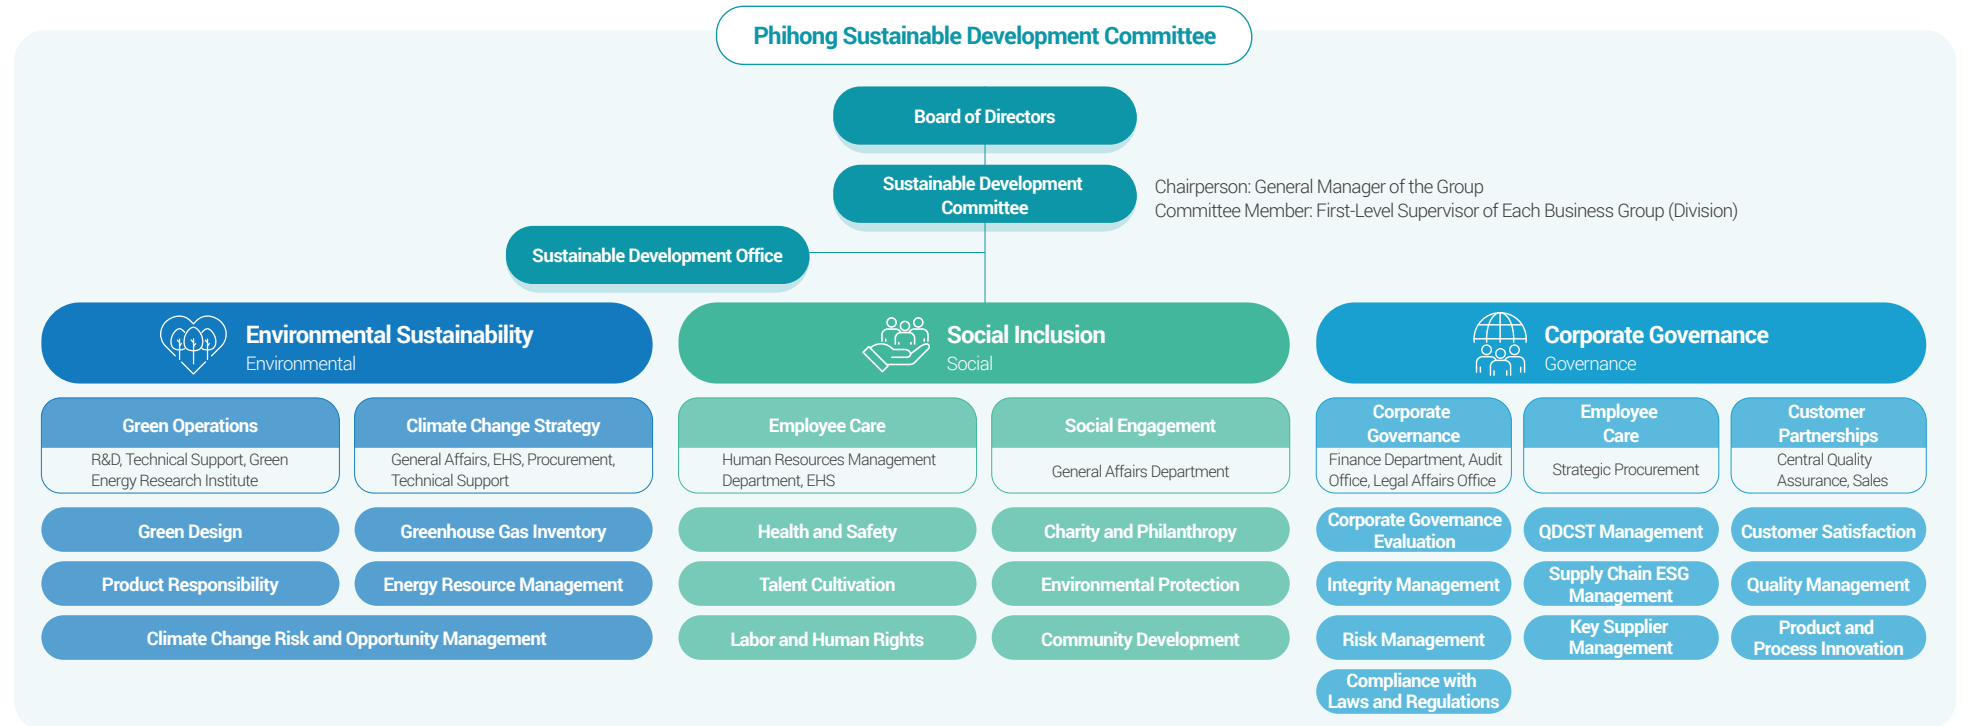 Phihong Sustainable Development Committee
Board of Directors
Sustainable Development
Committee
Chairperson: General Manager of the Group
Committee Member: First-Level Supervisor of Each Business Group (Division)
Sustainable Development Office
Environmental Sustainability
Environmental
Green Operations
R&D, Technical Support, Green
Energy Research Institute
Climate Change Strategy
General Affairs, EHS, Procurement,
Technical Support
Green Design
Greenhouse Gas Inventory
Product Responsibility
Energy Resource Management
Climate Change Risk and Opportunity Management
Social Inclusion
Social
Employee Care
Human Resources Management
Department, EHS
Social Engagement
General Affairs Department
Health and Safety
Charity and Philanthropy
Talent Cultivation
Environmental Protection
Labor and Human Rights
Community Development
Corporate Governance
Governance
Corporate
Governance
Finance Department, Audit
Office, Legal Affairs Office
Employee
Care
Strategic Procurement
Customer
Partnerships
Central Quality
Assurance, Sales
Corporate Governance
Evaluation
QDCST Management
Customer Satisfaction
Integrity Management
Supply Chain ESG
Management
Quality Management
Risk Management
Key Supplier
Management
Product and
Process Innovation
Compliance with
Laws and Regulations